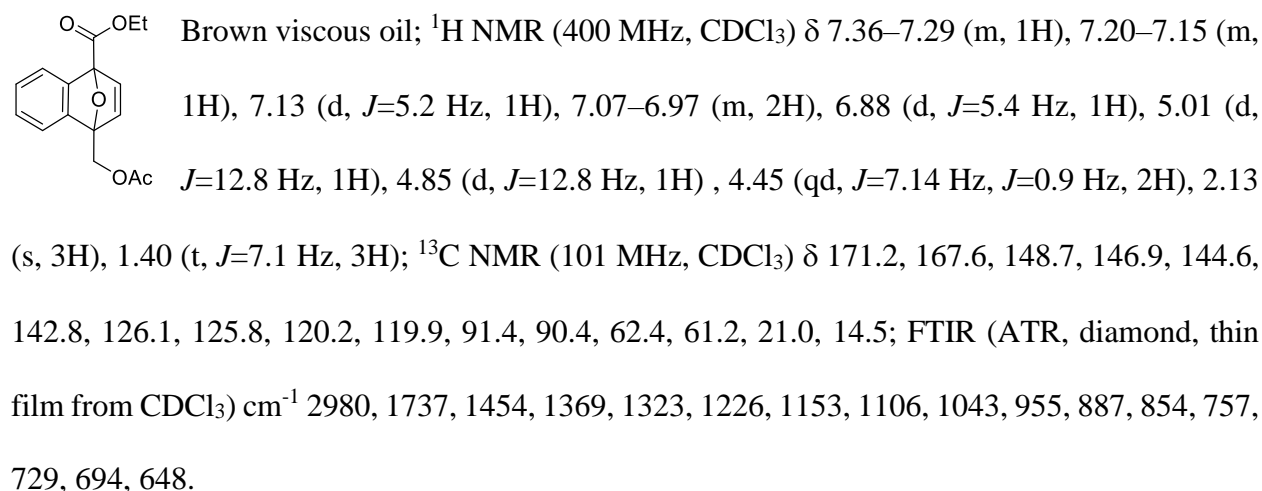 O OEt
O
OAc
Brown viscous oil; ¹H NMR (400 MHz, CDCl₃) δ 7.36–7.29 (m, 1H), 7.20–7.15 (m,
1H), 7.13 (d, J=5.2 Hz, 1H), 7.07–6.97 (m, 2H), 6.88 (d, J=5.4 Hz, 1H), 5.01 (d,
J=12.8 Hz, 1H), 4.85 (d, J=12.8 Hz, 1H) , 4.45 (qd, J=7.14 Hz, J=0.9 Hz, 2H), 2.13
(s, 3H), 1.40 (t, J=7.1 Hz, 3H); ¹³C NMR (101 MHz, CDCl₃) δ 171.2, 167.6, 148.7, 146.9, 144.6,
142.8, 126.1, 125.8, 120.2, 119.9, 91.4, 90.4, 62.4, 61.2, 21.0, 14.5; FTIR (ATR, diamond, thin
film from CDCl₃) cm⁻¹ 2980, 1737, 1454, 1369, 1323, 1226, 1153, 1106, 1043, 955, 887, 854, 757,
729, 694, 648.